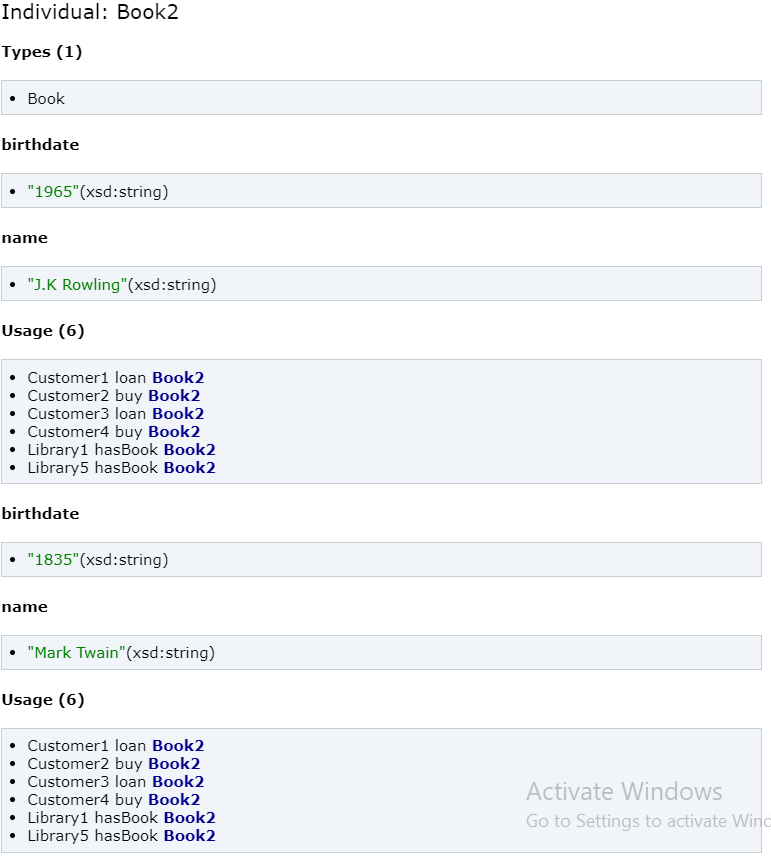 Individual: Book2
Types (1)
• Book
birthdate
• "1965"(xsd:string)
name
• "J.K Rowling"(xsd:string)
Usage (6)
• Customer1 loan Book2
• Customer2 buy Book2
• Customer3 loan Book2
• Customer4 buy Book2
• Library1 hasBook Book2
• Library5 hasBook Book2
birthdate
• "1835"(xsd:string)
name
• "Mark Twain"(xsd:string)
Usage (6)
• Customer1 loan Book2
• Customer2 buy Book2
• Customer3 loan Book2
• Customer4 buy Book2
• Library1 hasBook Book2
• Library5 hasBook Book2
Activate Windows
Go to Settings to activate Winc